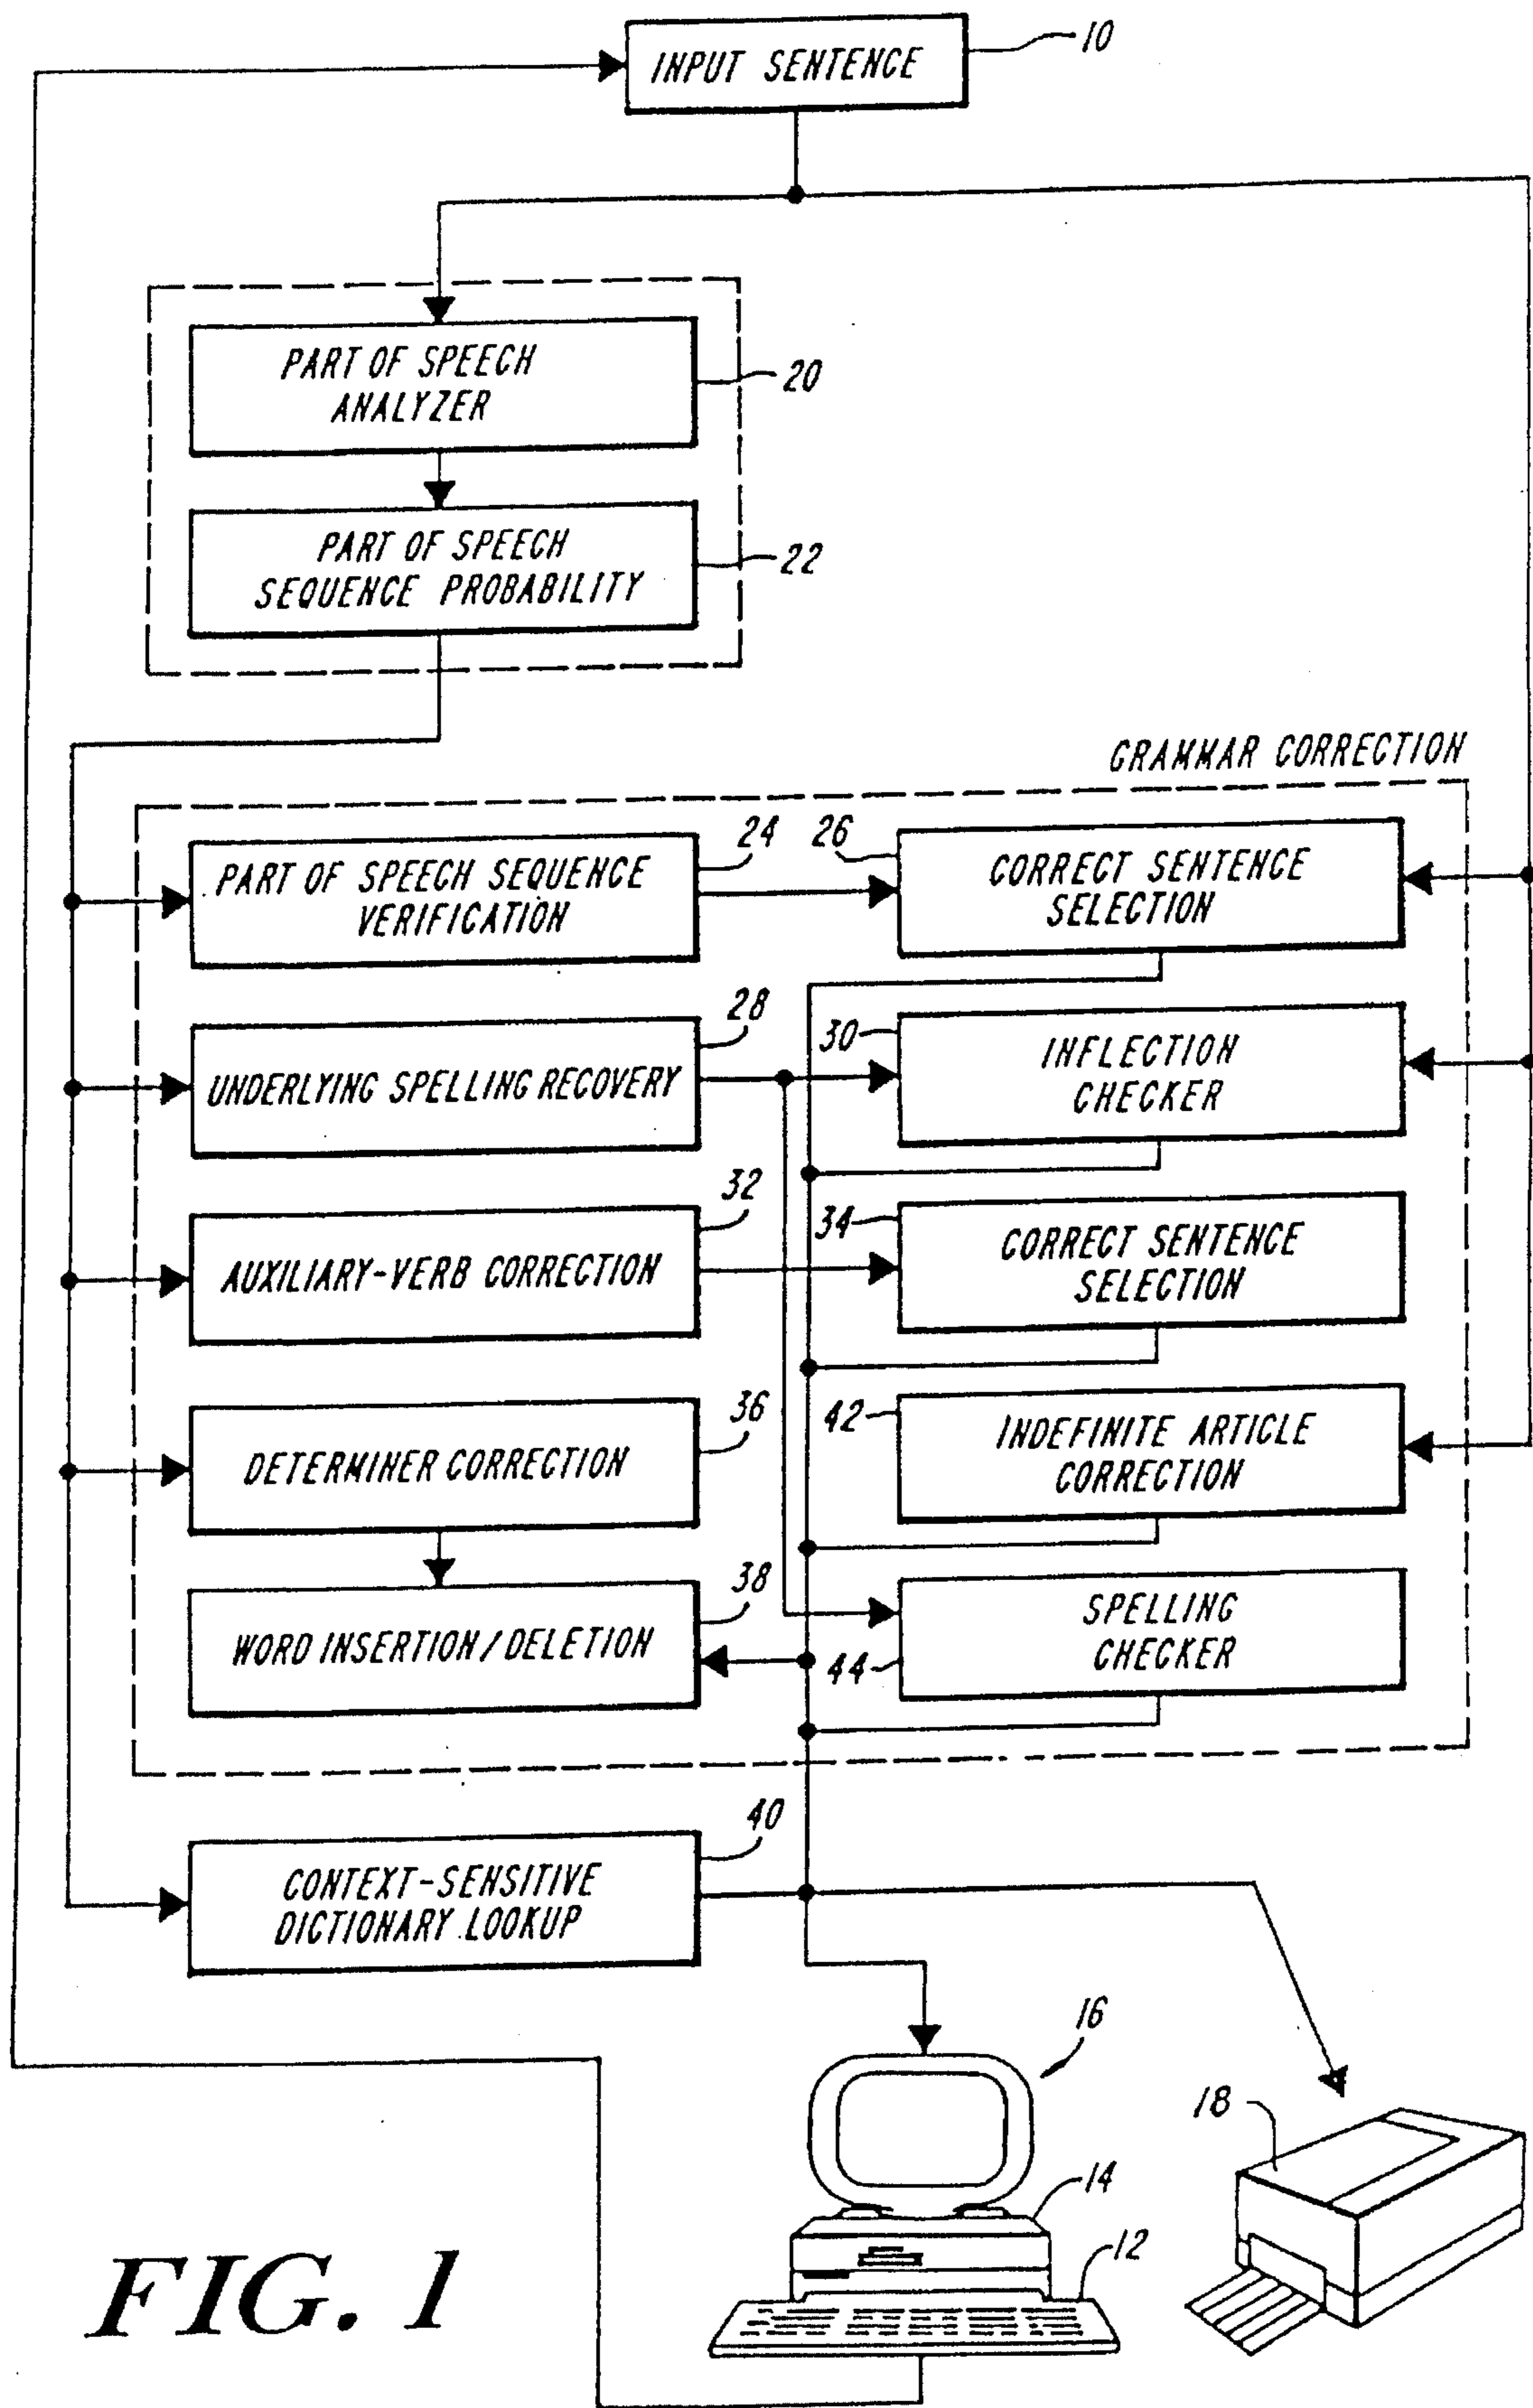 INPUT SENTENCE
10
PART OF SPEECH
ANALYZER
20
PART OF SPEECH
SEQUENCE PROBABILITY
22
GRAMMAR CORRECTION
PART OF SPEECH SEQUENCE
VERIFICATION
24
26
CORRECT SENTENCE
SELECTION
UNDERLYING SPELLING RECOVERY
28
30
INFLECTION
CHECKER
AUXILIARY-VERB CORRECTION
32
34
CORRECT SENTENCE
SELECTION
DETERMINER CORRECTION
36
42
INDEFINITE ARTICLE
CORRECTION
WORD INSERTION/DELETION
38
44
SPELLING
CHECKER
CONTEXT-SENSITIVE
DICTIONARY LOOKUP
40
16
18
14
12
FIG. 1